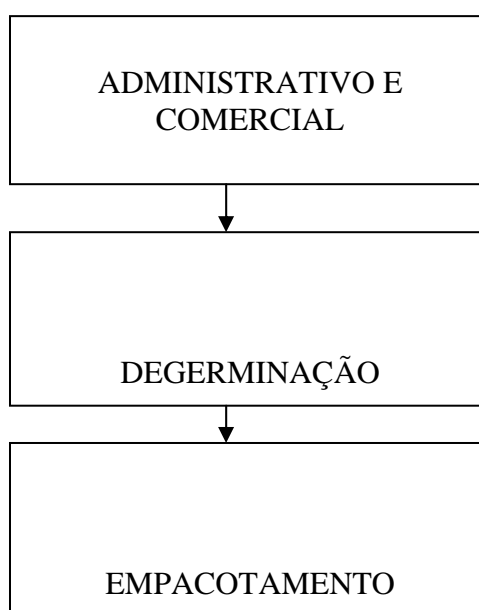 ADMINISTRATIVO E
COMERCIAL
DEGERMINAÇÃO
EMPACOTAMENTO